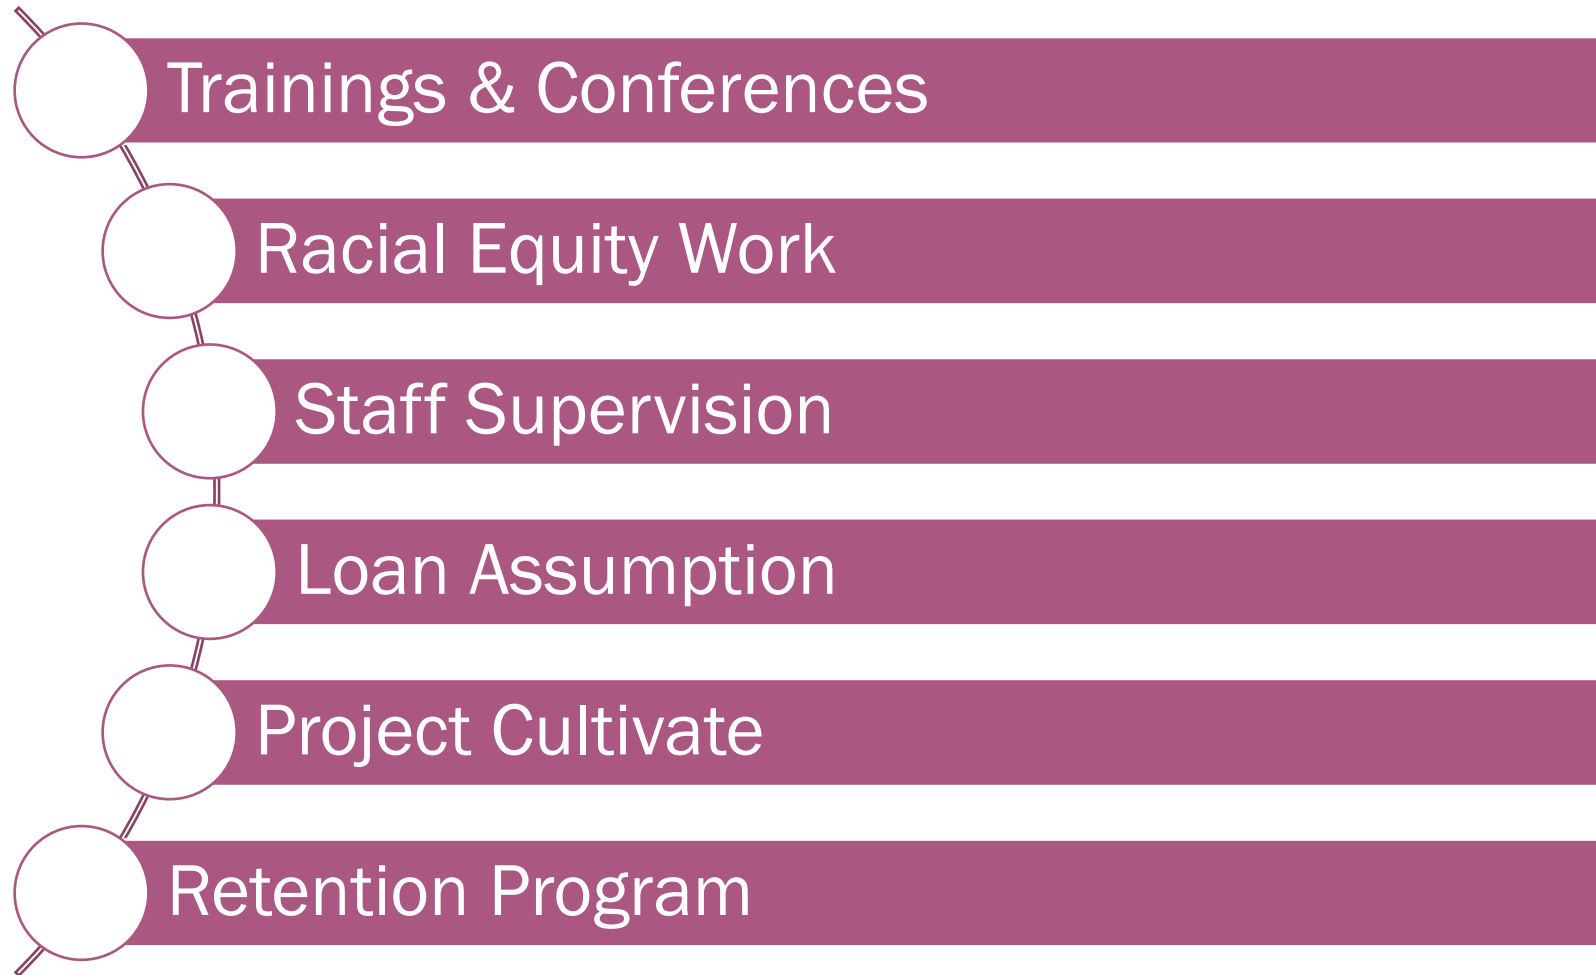 Trainings & Conferences
Racial Equity Work
Staff Supervision
Loan Assumption
Project Cultivate
Retention Program